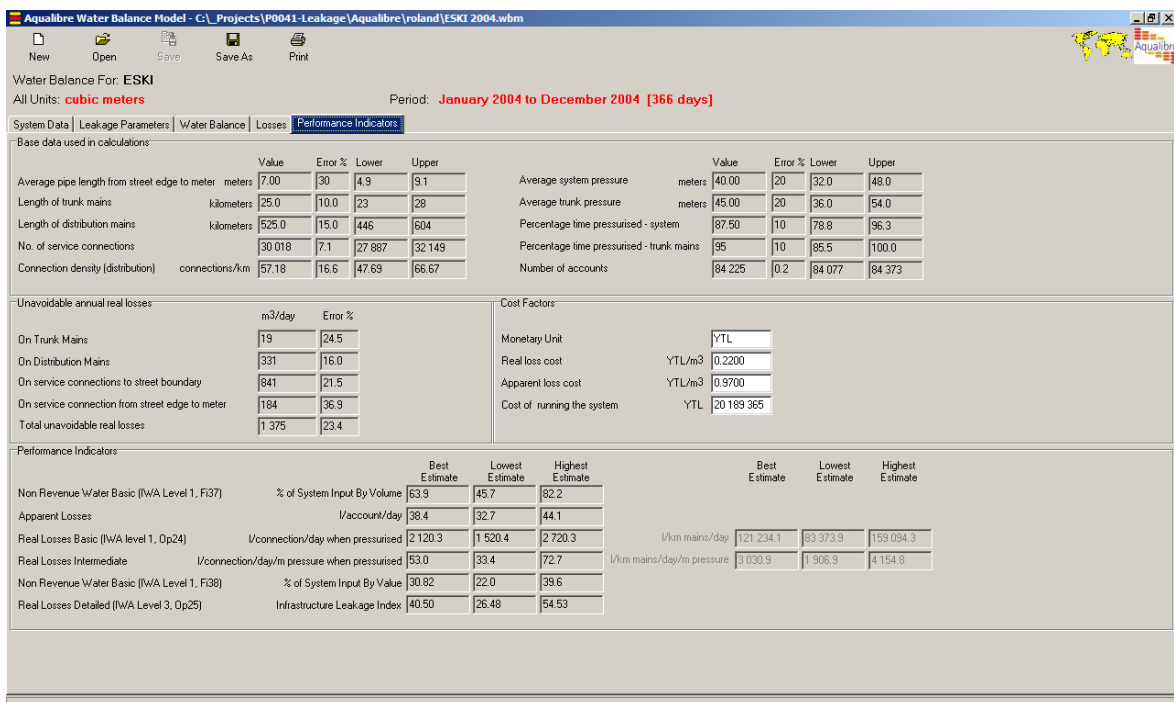 Aqualibre Water Balance Model - C:\_Projects\P0041-Leakage\Aqualibre\roland\ESKI 2004.wbm
New Open Save Save As Print
Aqualibre
Water Balance For: ESKI
All Units: cubic meters Period: January 2004 to December 2004 [366 days]
System Data Leakage Parameters Water Balance Losses Performance Indicators
Base data used in calculations
Value Error % Lower Upper Value Error % Lower Upper
Average pipe length from street edge to meter meters 7.00 30 4.9 9.1 Average system pressure meters 40.00 20 32.0 48.0
Length of trunk mains kilometers 25.0 10.0 23 28 Average trunk pressure meters 45.00 20 36.0 54.0
Length of distribution mains kilometers 525.0 15.0 446 604 Percentage time pressurised - system 87.50 10 78.8 96.3
No. of service connections 30 018 7.1 27 887 32 149 Percentage time pressurised - trunk mains 95 10 85.5 100.0
Connection density (distribution) connections/km 57.18 16.6 47.69 66.67 Number of accounts 84 225 0.2 84 077 84 373
Unavoidable annual real losses Cost Factors
m3/day Error %
On Trunk Mains 19 24.5 Monetary Unit YTL
On Distribution Mains 331 16.0 Real loss cost YTL/m3 0.2200
On service connections to street boundary 841 21.5 Apparent loss cost YTL/m3 0.9700
On service connection from street edge to meter 184 36.9 Cost of running the system YTL 20 189 365
Total unavoidable real losses 1 375 23.4
Performance Indicators
Best Estimate Lowest Estimate Highest Estimate Best Estimate Lowest Estimate Highest Estimate
Non Revenue Water Basic (IWA Level 1, Fi37) % of System Input By Volume 63.9 45.7 82.2
Apparent Losses l/account/day 38.4 32.7 44.1
Real Losses Basic (IWA level 1, Op24) l/connection/day when pressurised 2 120.3 1 520.4 2 720.3 l/km mains/day 121 234.1 83 373.9 159 094.3
Real Losses Intermediate l/connection/day/m pressure when pressurised 53.0 33.4 72.7 l/km mains/day/m pressure 3 030.9 1 906.9 4 154.8
Non Revenue Water Basic (IWA Level 1, Fi38) % of System Input By Value 30.82 22.0 39.6
Real Losses Detailed (IWA Level 3, Op25) Infrastructure Leakage Index 40.50 26.48 54.53